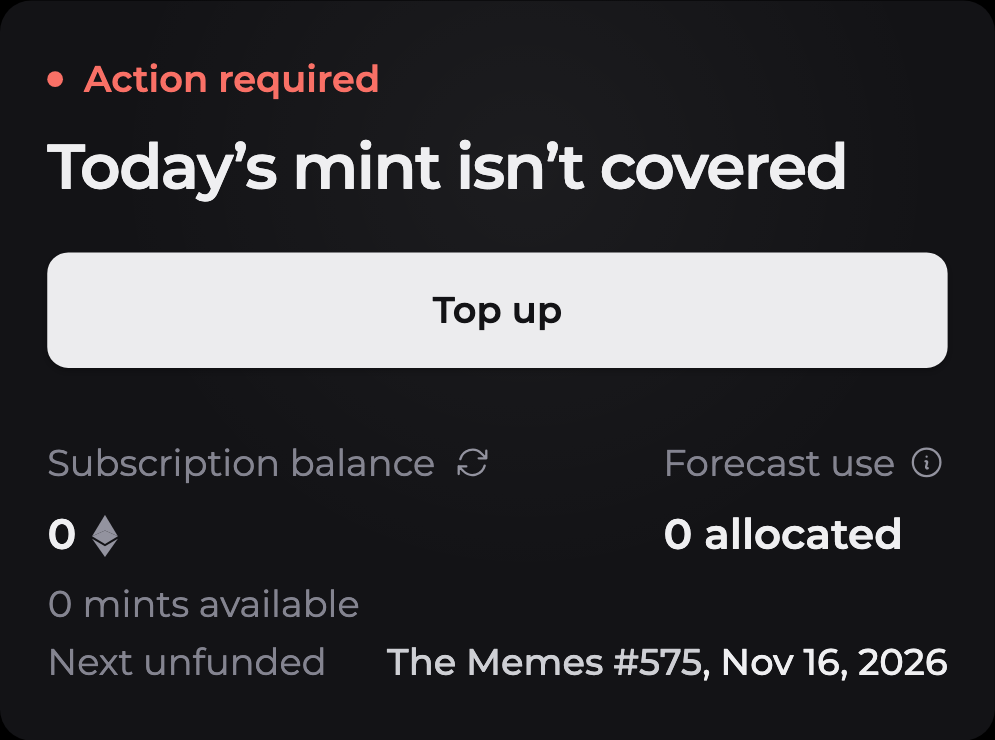 Action required
Today’s mint isn’t covered
Top up
Subscription balance
Forecast use
0
0 allocated
0 mints available
Next unfunded The Memes #575, Nov 16, 2026